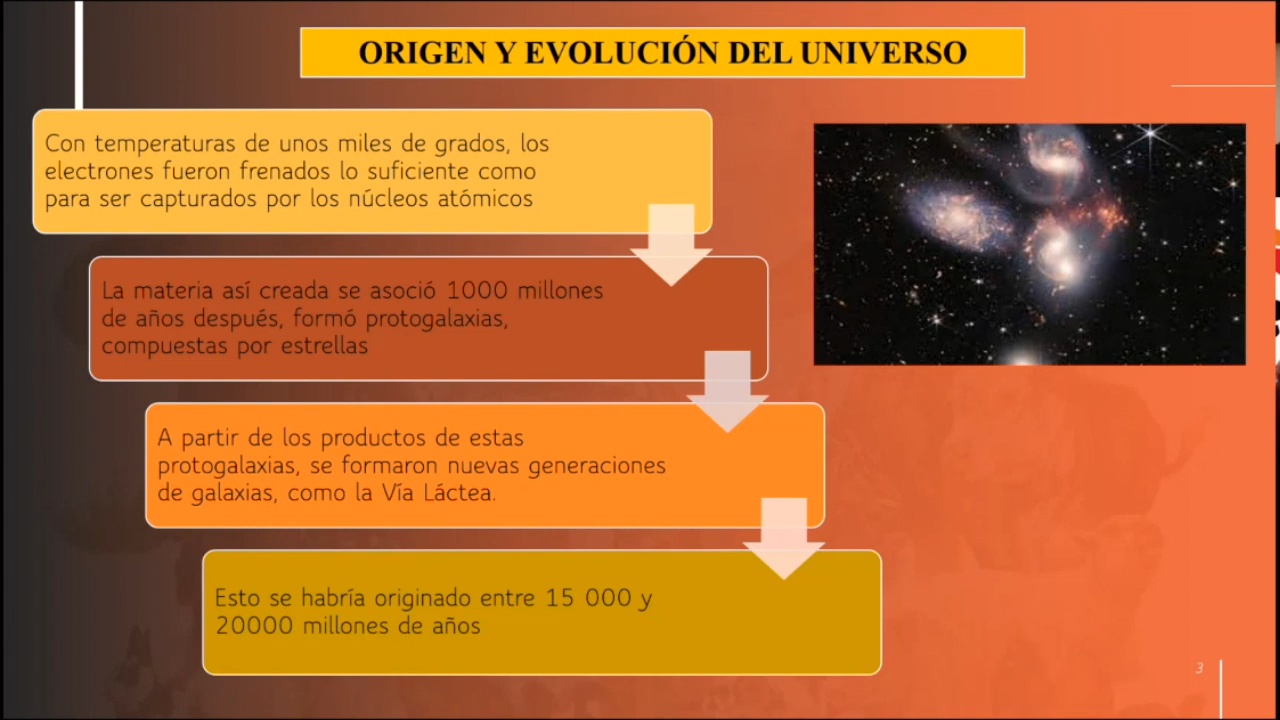 ORIGEN Y EVOLUCIÓN DEL UNIVERSO
Con temperaturas de unos miles de grados, los
electrones fueron frenados lo suficiente como
para ser capturados por los núcleos atómicos
La materia así creada se asoció 1000 millones
de años después, formó protogalaxias,
compuestas por estrellas
A partir de los productos de estas
protogalaxias, se formaron nuevas generaciones
de galaxias, como la Vía Láctea.
Esto se habría originado entre 15 000 y
20000 millones de años
3